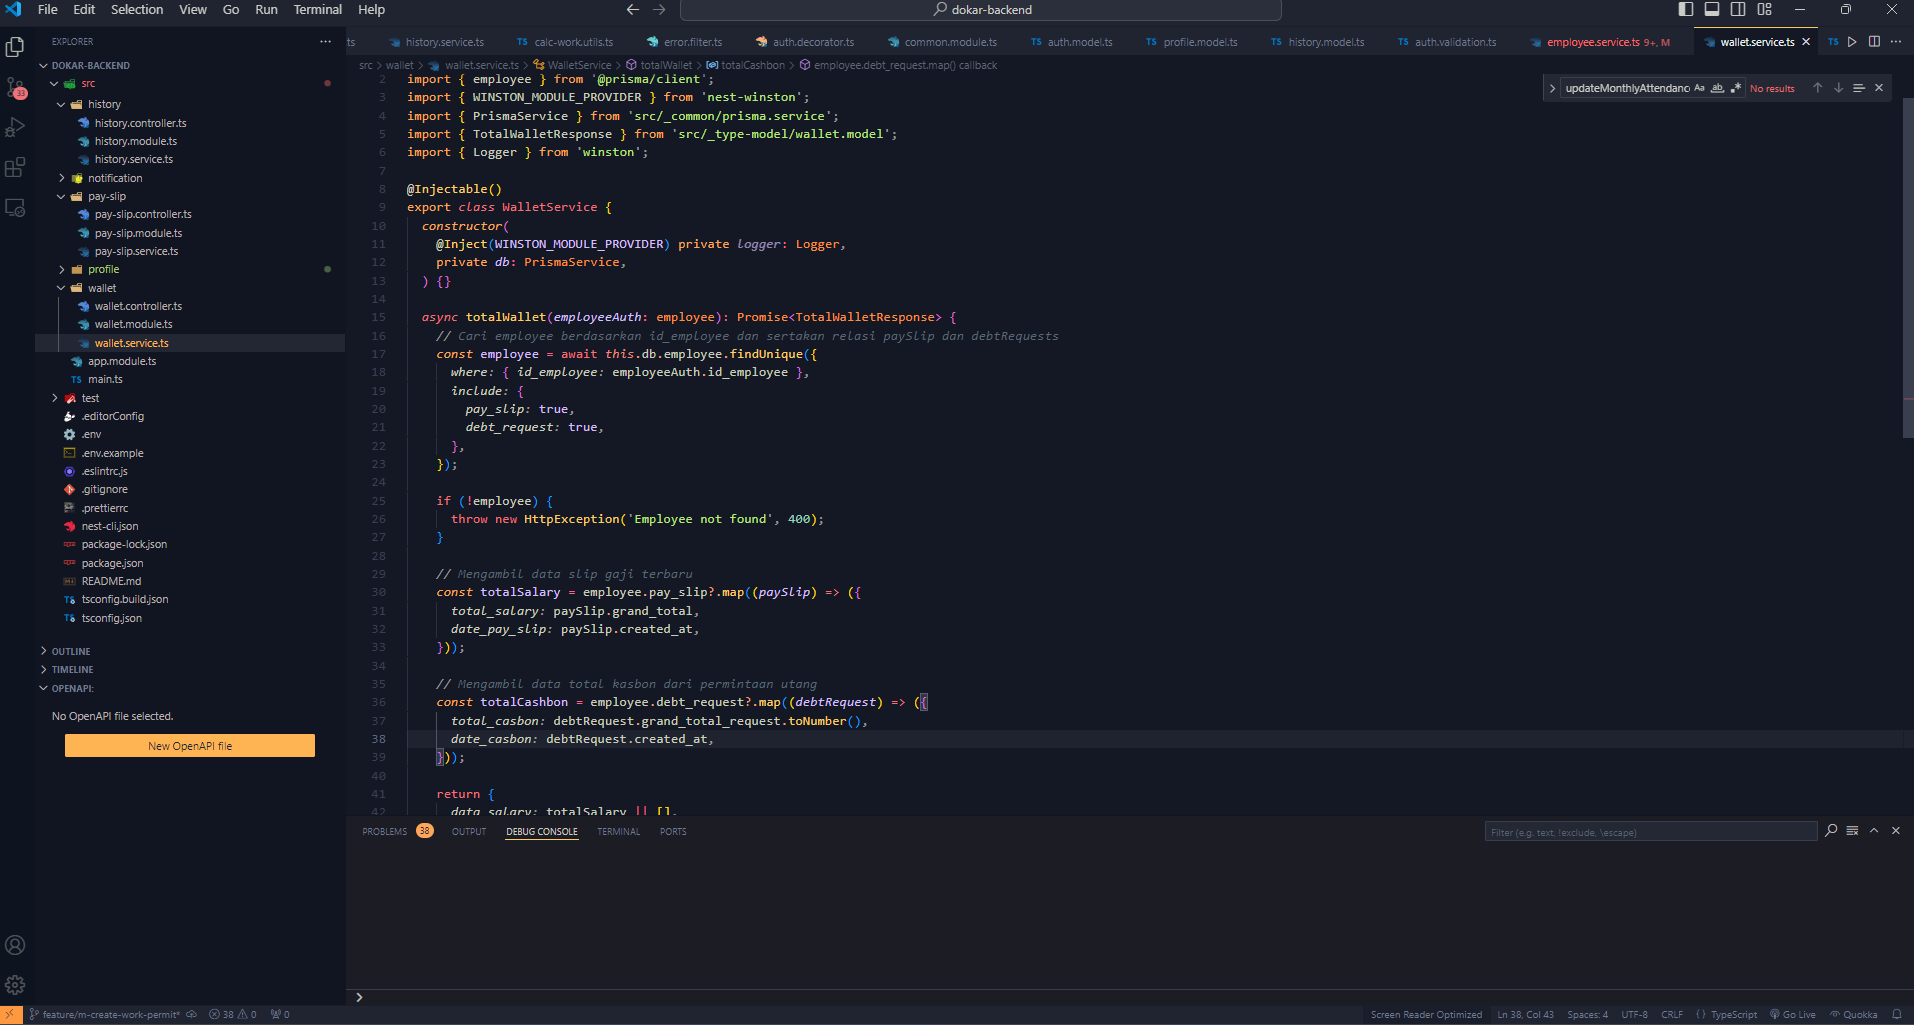 File Edit Selection View Go Run Terminal Help
dokar-backend
EXPLORER
DOKAR-BACKEND
src
history
history.controller.ts
history.module.ts
history.service.ts
notification
pay-slip
pay-slip.controller.ts
pay-slip.module.ts
pay-slip.service.ts
profile
wallet
wallet.controller.ts
wallet.module.ts
wallet.service.ts
app.module.ts
TS main.ts
test
.editorConfig
.env
.env.example
.eslintrc.js
.gitignore
.prettierrc
nest-cli.json
package-lock.json
package.json
README.md
tsconfig.build.json
tsconfig.json
OUTLINE
TIMELINE
OPENAPI:
No OpenAPI file selected.
New OpenAPI file
33
ts history.service.ts TS calc-work.utils.ts error.filter.ts auth.decorator.ts common.module.ts TS auth.model.ts TS profile.model.ts TS history.model.ts TS auth.validation.ts employee.service.ts 9+, M wallet.service.ts TS
src > wallet > wallet.service.ts > WalletService > totalWallet > totalCashbon > employee.debt_request.map() callback
updateMonthlyAttendanc Aa ab No results
2 import { employee } from '@prisma/client';
3 import { WINSTON_MODULE_PROVIDER } from 'nest-winston';
4 import { PrismaService } from 'src/_common/prisma.service';
5 import { TotalWalletResponse } from 'src/_type-model/wallet.model';
6 import { Logger } from 'winston';
7
8 @Injectable()
9 export class WalletService {
10 constructor(
11 @Inject(WINSTON_MODULE_PROVIDER) private logger: Logger,
12 private db: PrismaService,
13 ) {}
14
15 async totalWallet(employeeAuth: employee): Promise<TotalWalletResponse> {
16 // Cari employee berdasarkan id_employee dan sertakan relasi paySlip dan debtRequests
17 const employee = await this.db.employee.findUnique({
18 where: { id_employee: employeeAuth.id_employee },
19 include: {
20 pay_slip: true,
21 debt_request: true,
22 },
23 });
24
25 if (!employee) {
26 throw new HttpException('Employee not found', 400);
27 }
28
29 // Mengambil data slip gaji terbaru
30 const totalSalary = employee.pay_slip?.map((paySlip) => ({
31 total_salary: paySlip.grand_total,
32 date_pay_slip: paySlip.created_at,
33 }));
34
35 // Mengambil data total kasbon dari permintaan utang
36 const totalCashbon = employee.debt_request?.map((debtRequest) => ({
37 total_casbon: debtRequest.grand_total_request.toNumber(),
38 date_casbon: debtRequest.created_at,
39 }));
40
41 return {
42 data_salary: totalSalary || [],
PROBLEMS 38 OUTPUT DEBUG CONSOLE TERMINAL PORTS
Filter (e.g. text, !exclude, \escape)
feature/m-create-work-permit* 38 0 0
Screen Reader Optimized Ln 38, Col 43 Spaces: 4 UTF-8 CRLF {} TypeScript Go Live Quokka